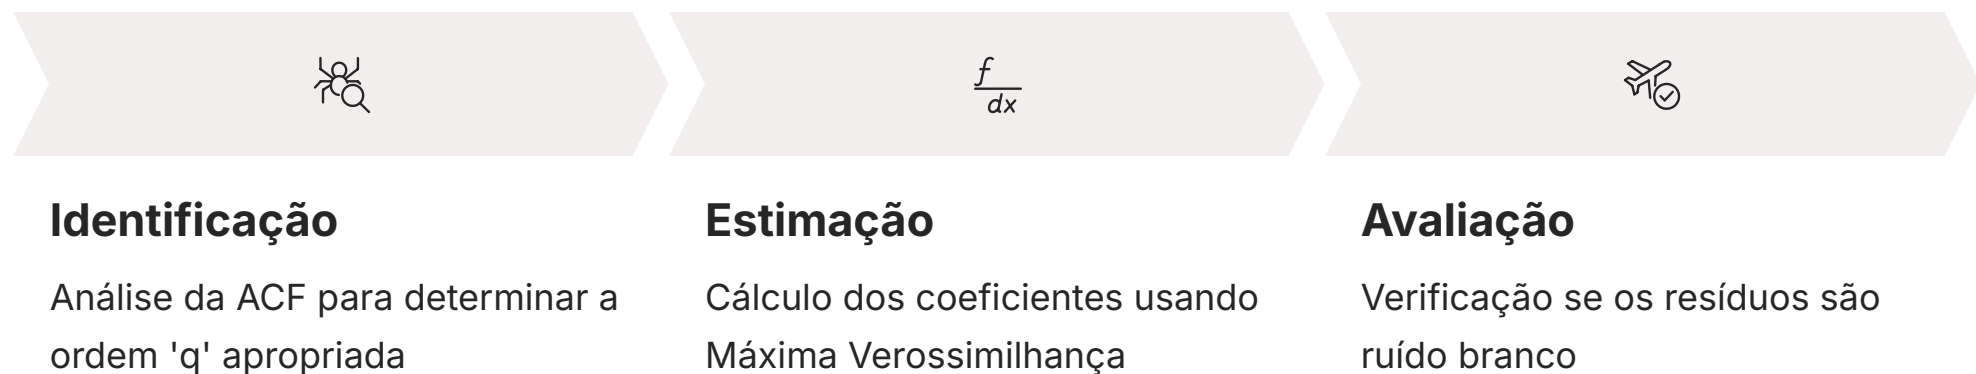 f
dx
Identificação
Análise da ACF para determinar a
ordem 'q' apropriada
Estimação
Cálculo dos coeficientes usando
Máxima Verossimilhança
Avaliação
Verificação se os resíduos são
ruído branco